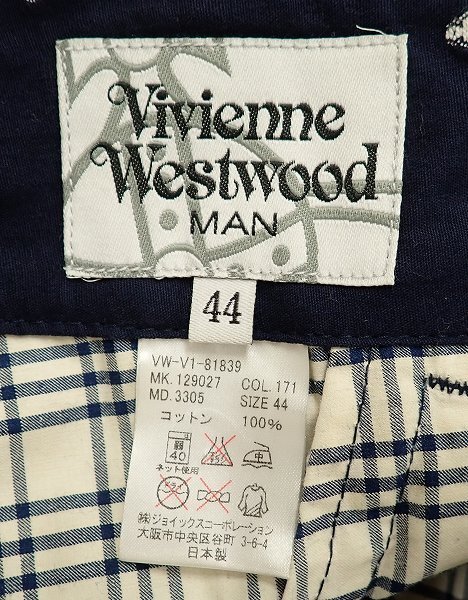 Vivienne
Westwood
MAN
44
VW-V1-81839
MK. 129027 COL. 171
MD. 3305 SIZE 44
コットン 100%
40 中
ネット使用
㈱ジョイックスコーポレーション
大阪市中央区谷町 3-6-4
日本製